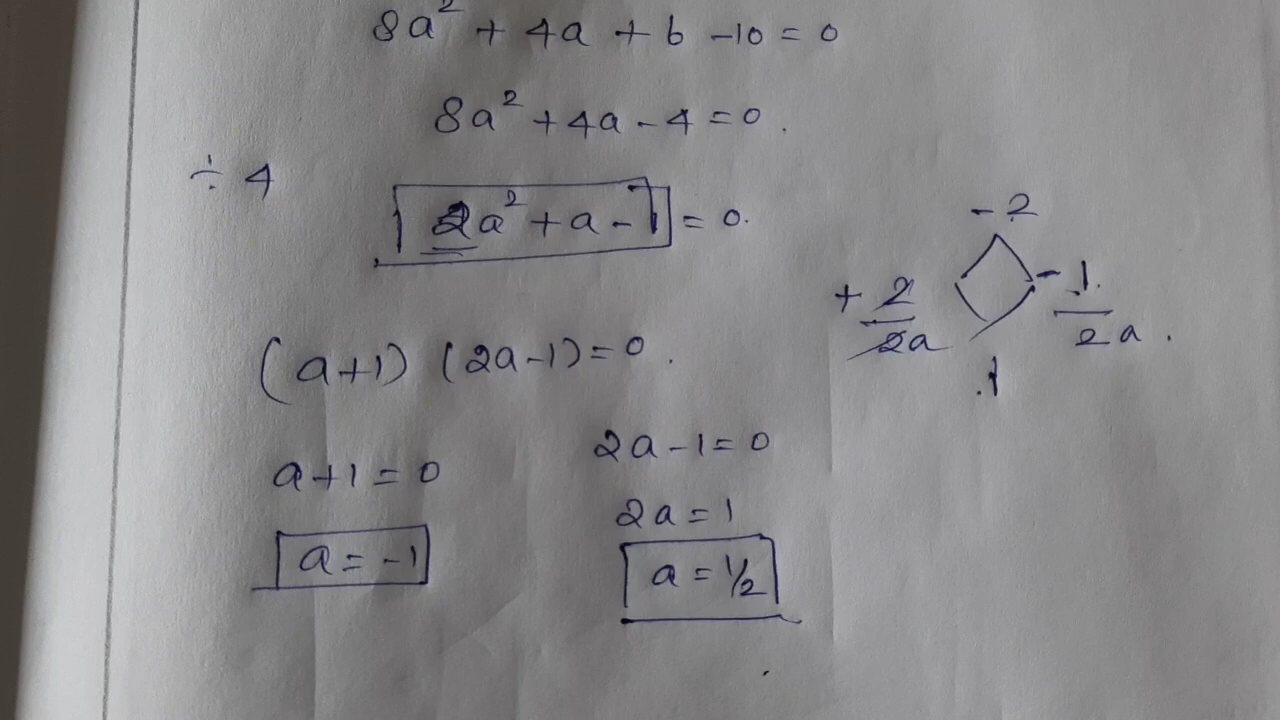 8a² + 4a + 6 -10 = 0
8a² + 4a - 4 = 0.
÷ 4
2a² + a - 1 = 0.
-2
+ 2/2a
- 1/2a.
.1
(a+1) (2a-1) = 0.
a+1 = 0
2a-1 = 0
2a = 1
a = -1
a = 1/2